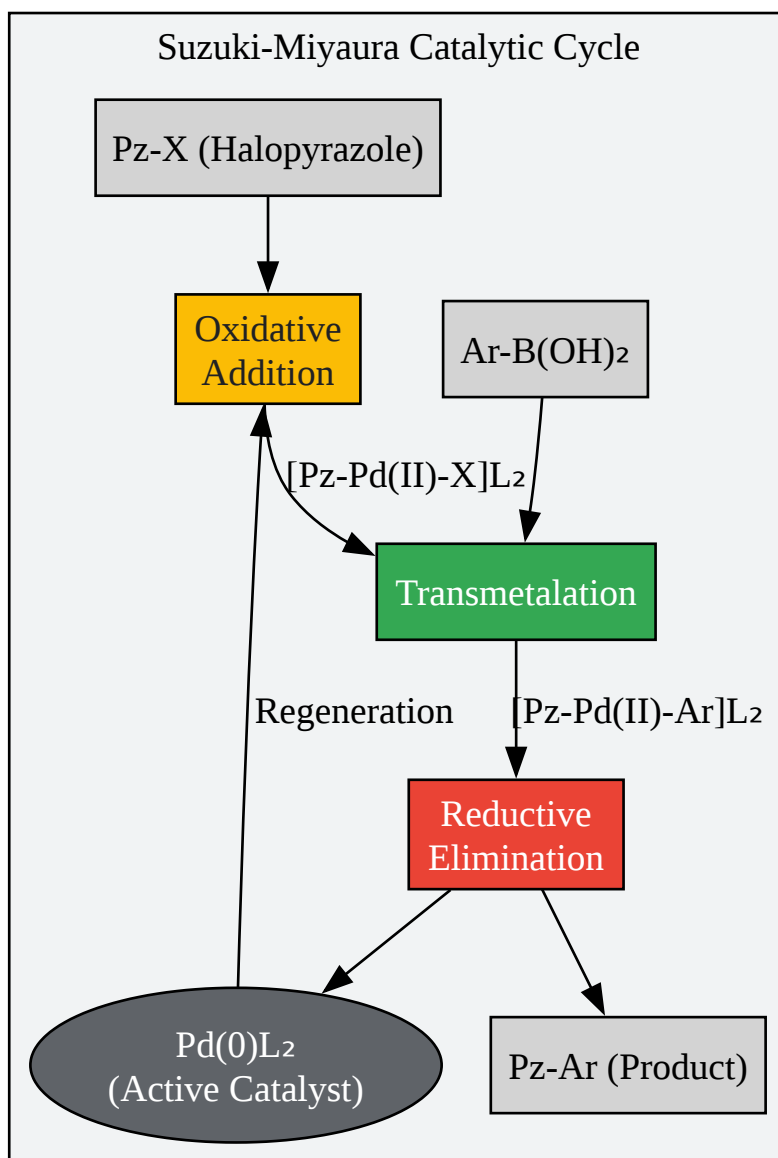 Suzuki-Miyaura Catalytic Cycle
Pz-X (Halopyrazole)
Oxidative
Addition
Ar-B(OH)₂
[Pz-Pd(II)-X]L₂
Transmetalation
Regeneration
[Pz-Pd(II)-Ar]L₂
Reductive
Elimination
Pd(0)L₂
(Active Catalyst)
Pz-Ar (Product)